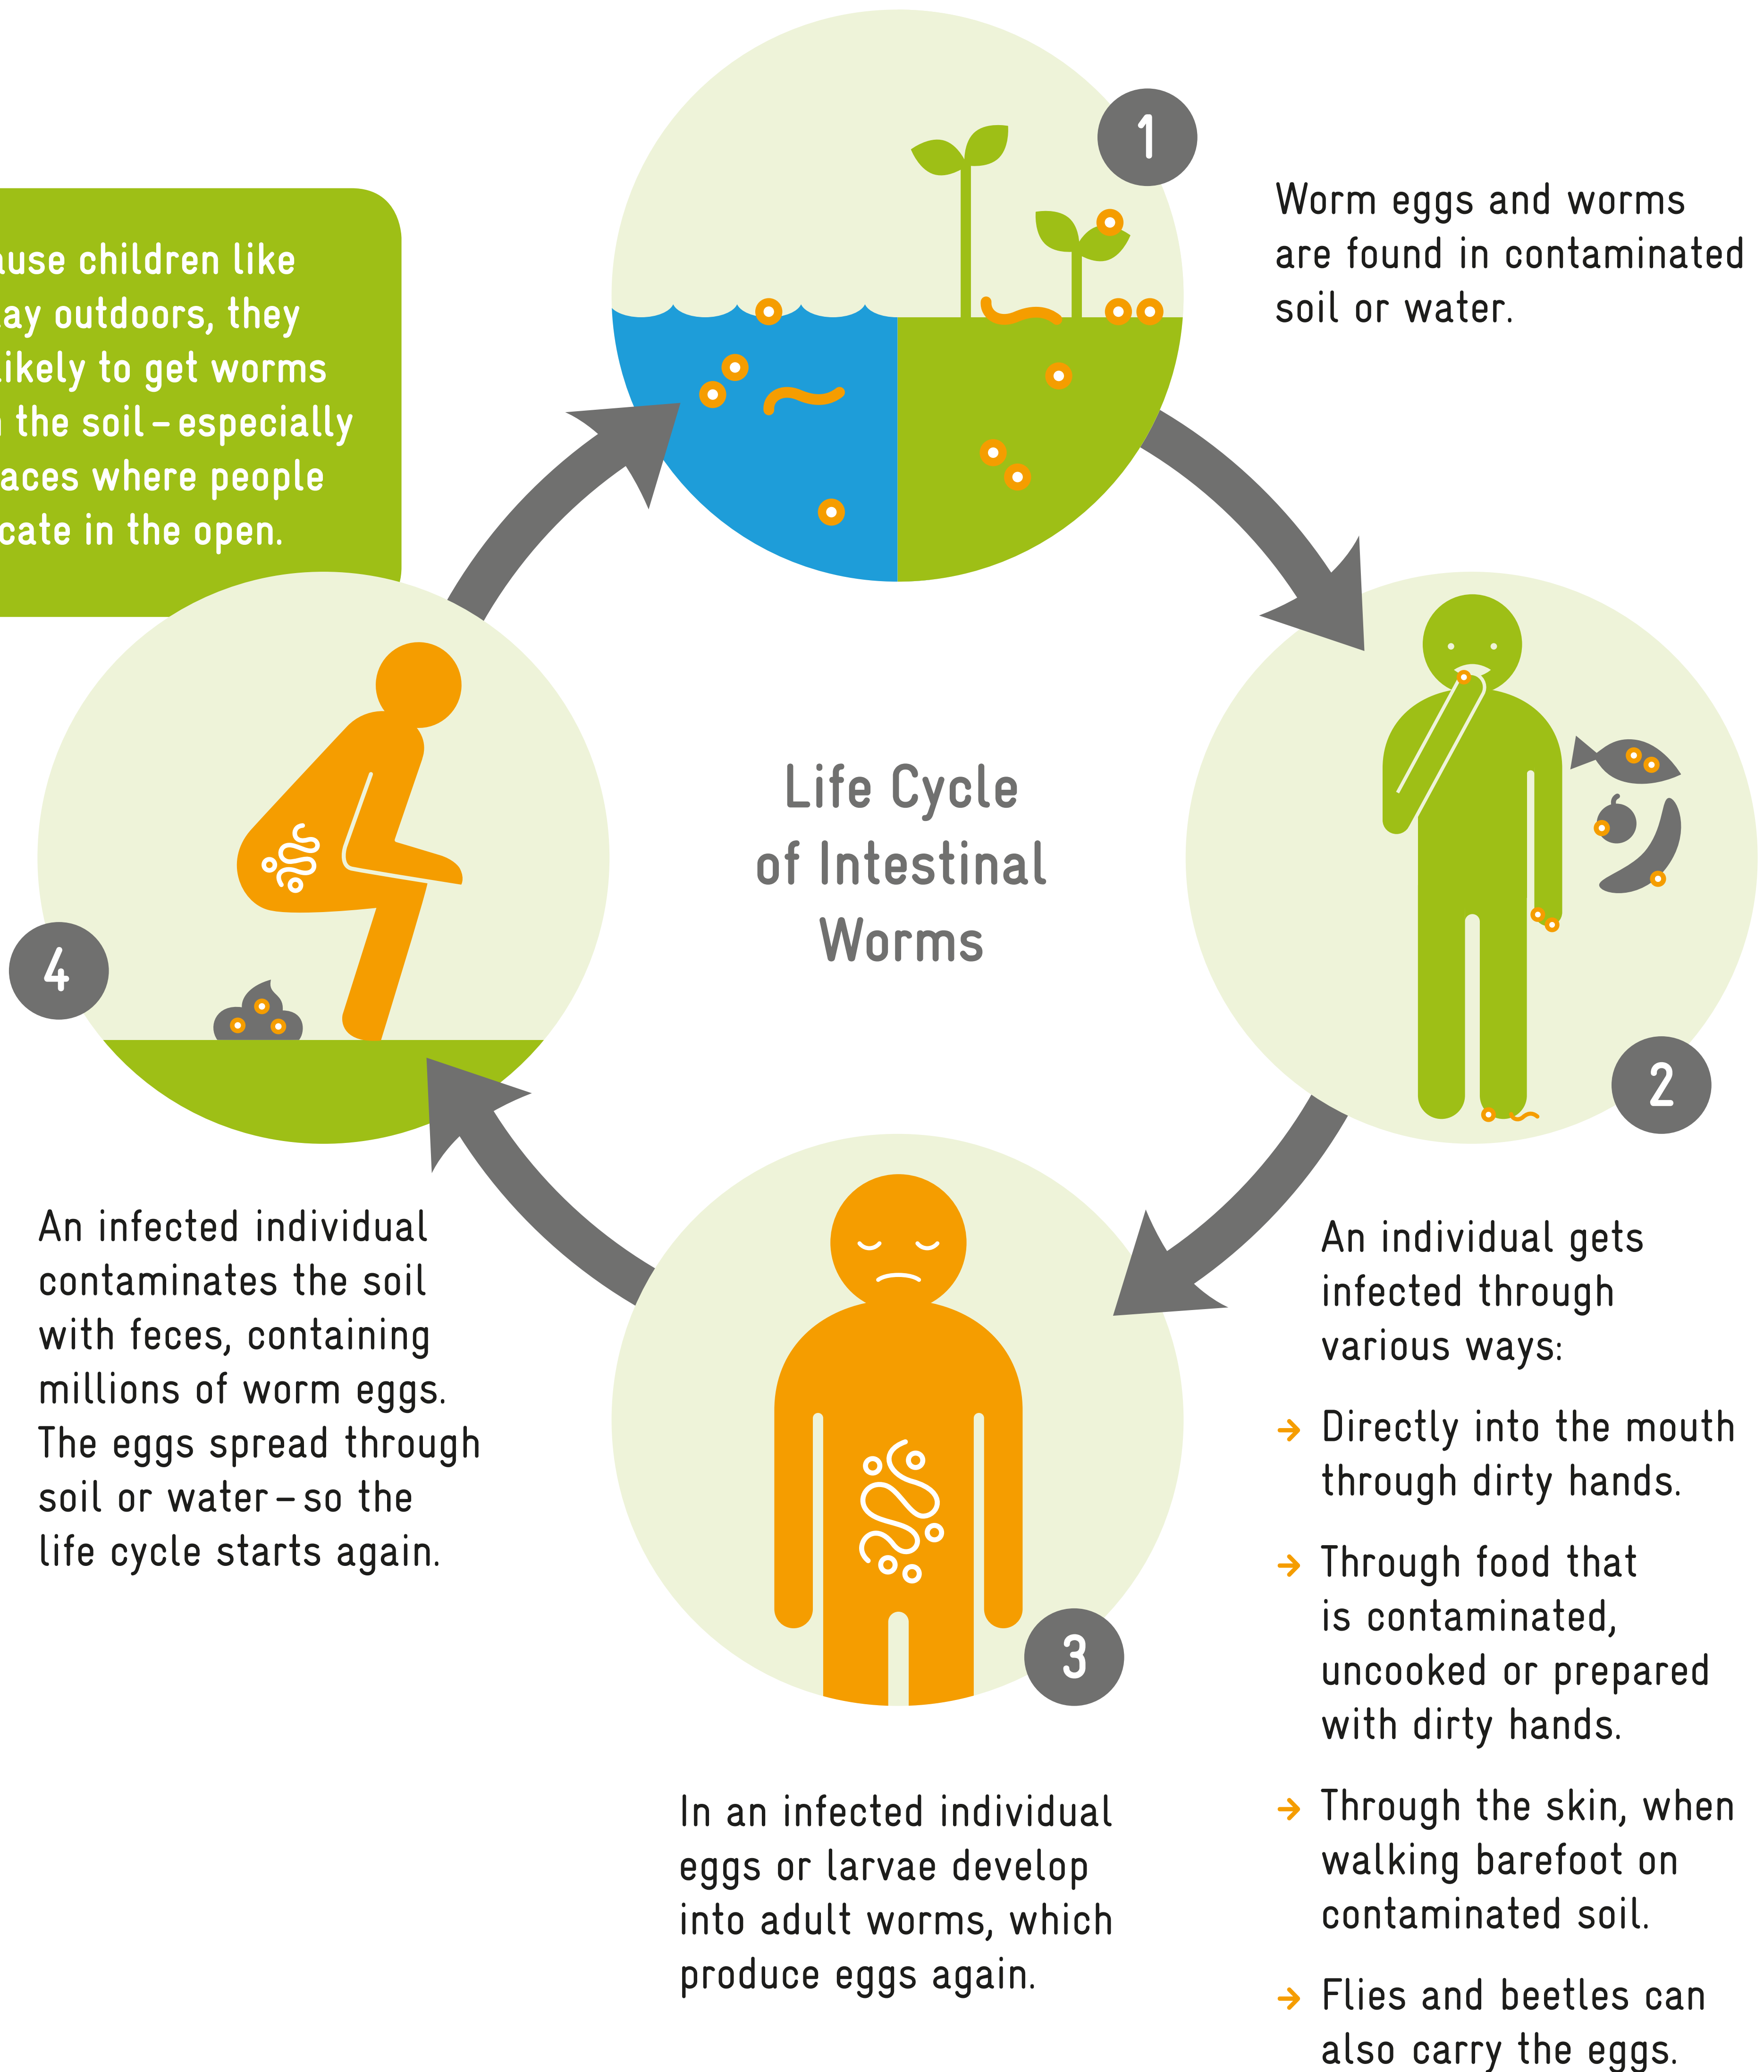 1
Worm eggs and worms
are found in contaminated
soil or water.
children like
outdoors, they
to get worms
the soil – especially
where people
in the open.
Life Cycle
of Intestinal
Worms
2
An individual gets
infected through
various ways:
→ Directly into the mouth
through dirty hands.
→ Through food that
is contaminated,
uncooked or prepared
with dirty hands.
→ Through the skin, when
walking barefoot on
contaminated soil.
→ Flies and beetles can
also carry the eggs.
3
In an infected individual
eggs or larvae develop
into adult worms, which
produce eggs again.
4
An infected individual
contaminates the soil
with feces, containing
millions of worm eggs.
The eggs spread through
soil or water – so the
life cycle starts again.